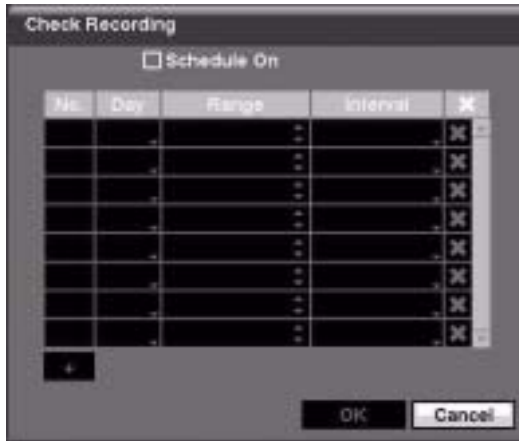 Check Recording
Schedule On
No. Day Range Interval
+
OK Cancel